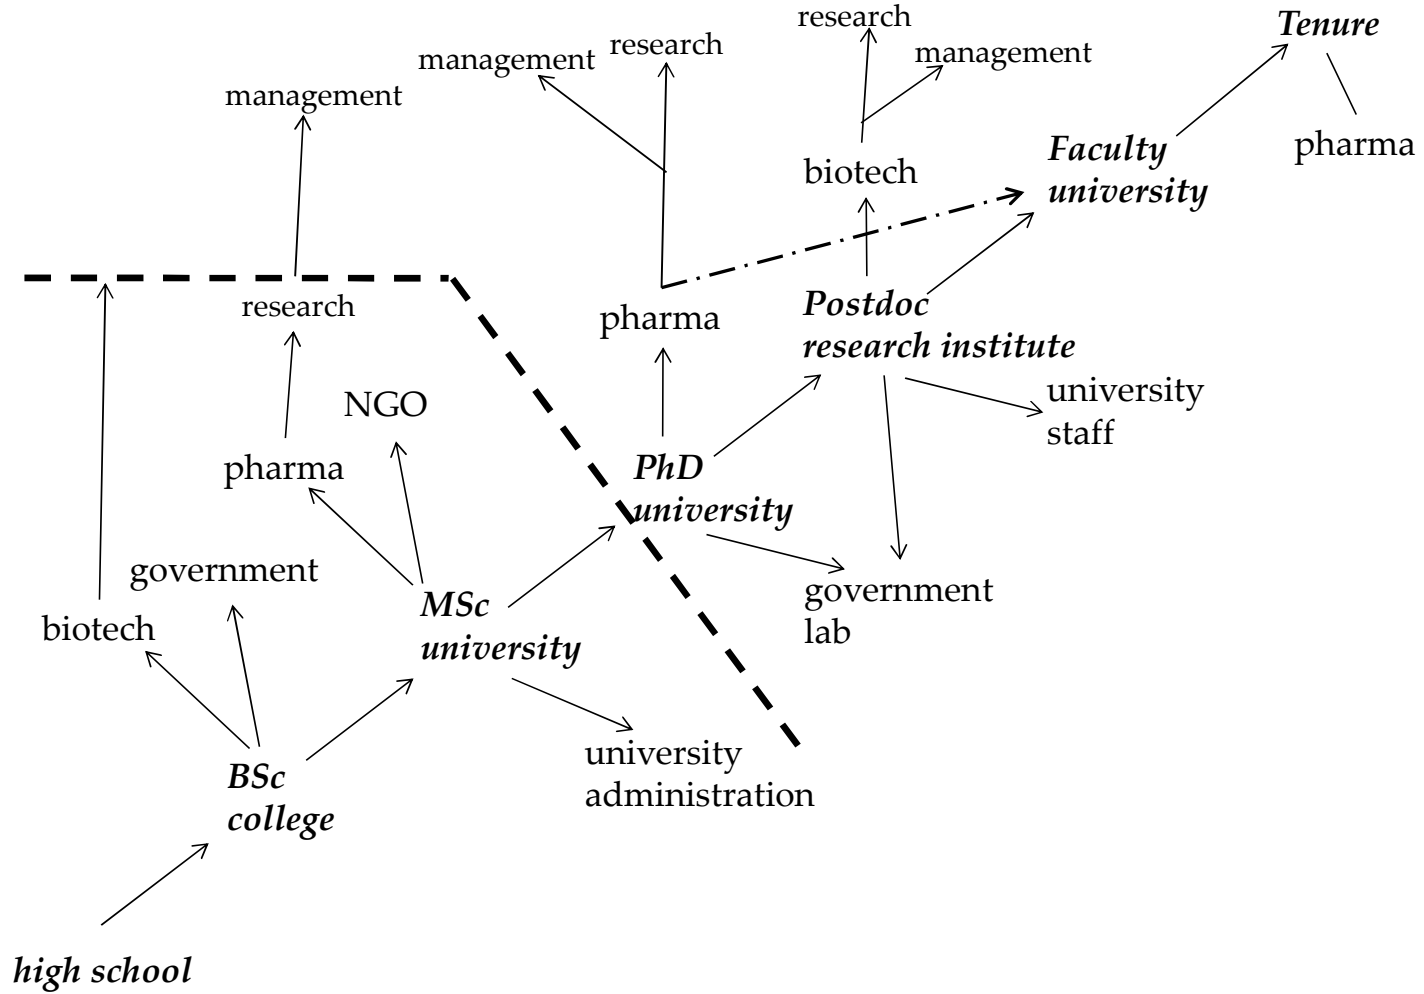 research
Tenure
management
research
management
management
Faculty
university
pharma
biotech
research
Postdoc
research institute
pharma
NGO
university
staff
pharma
PhD
university
government
biotech
MSc
university
government
lab
university
administration
BSc
college
high school